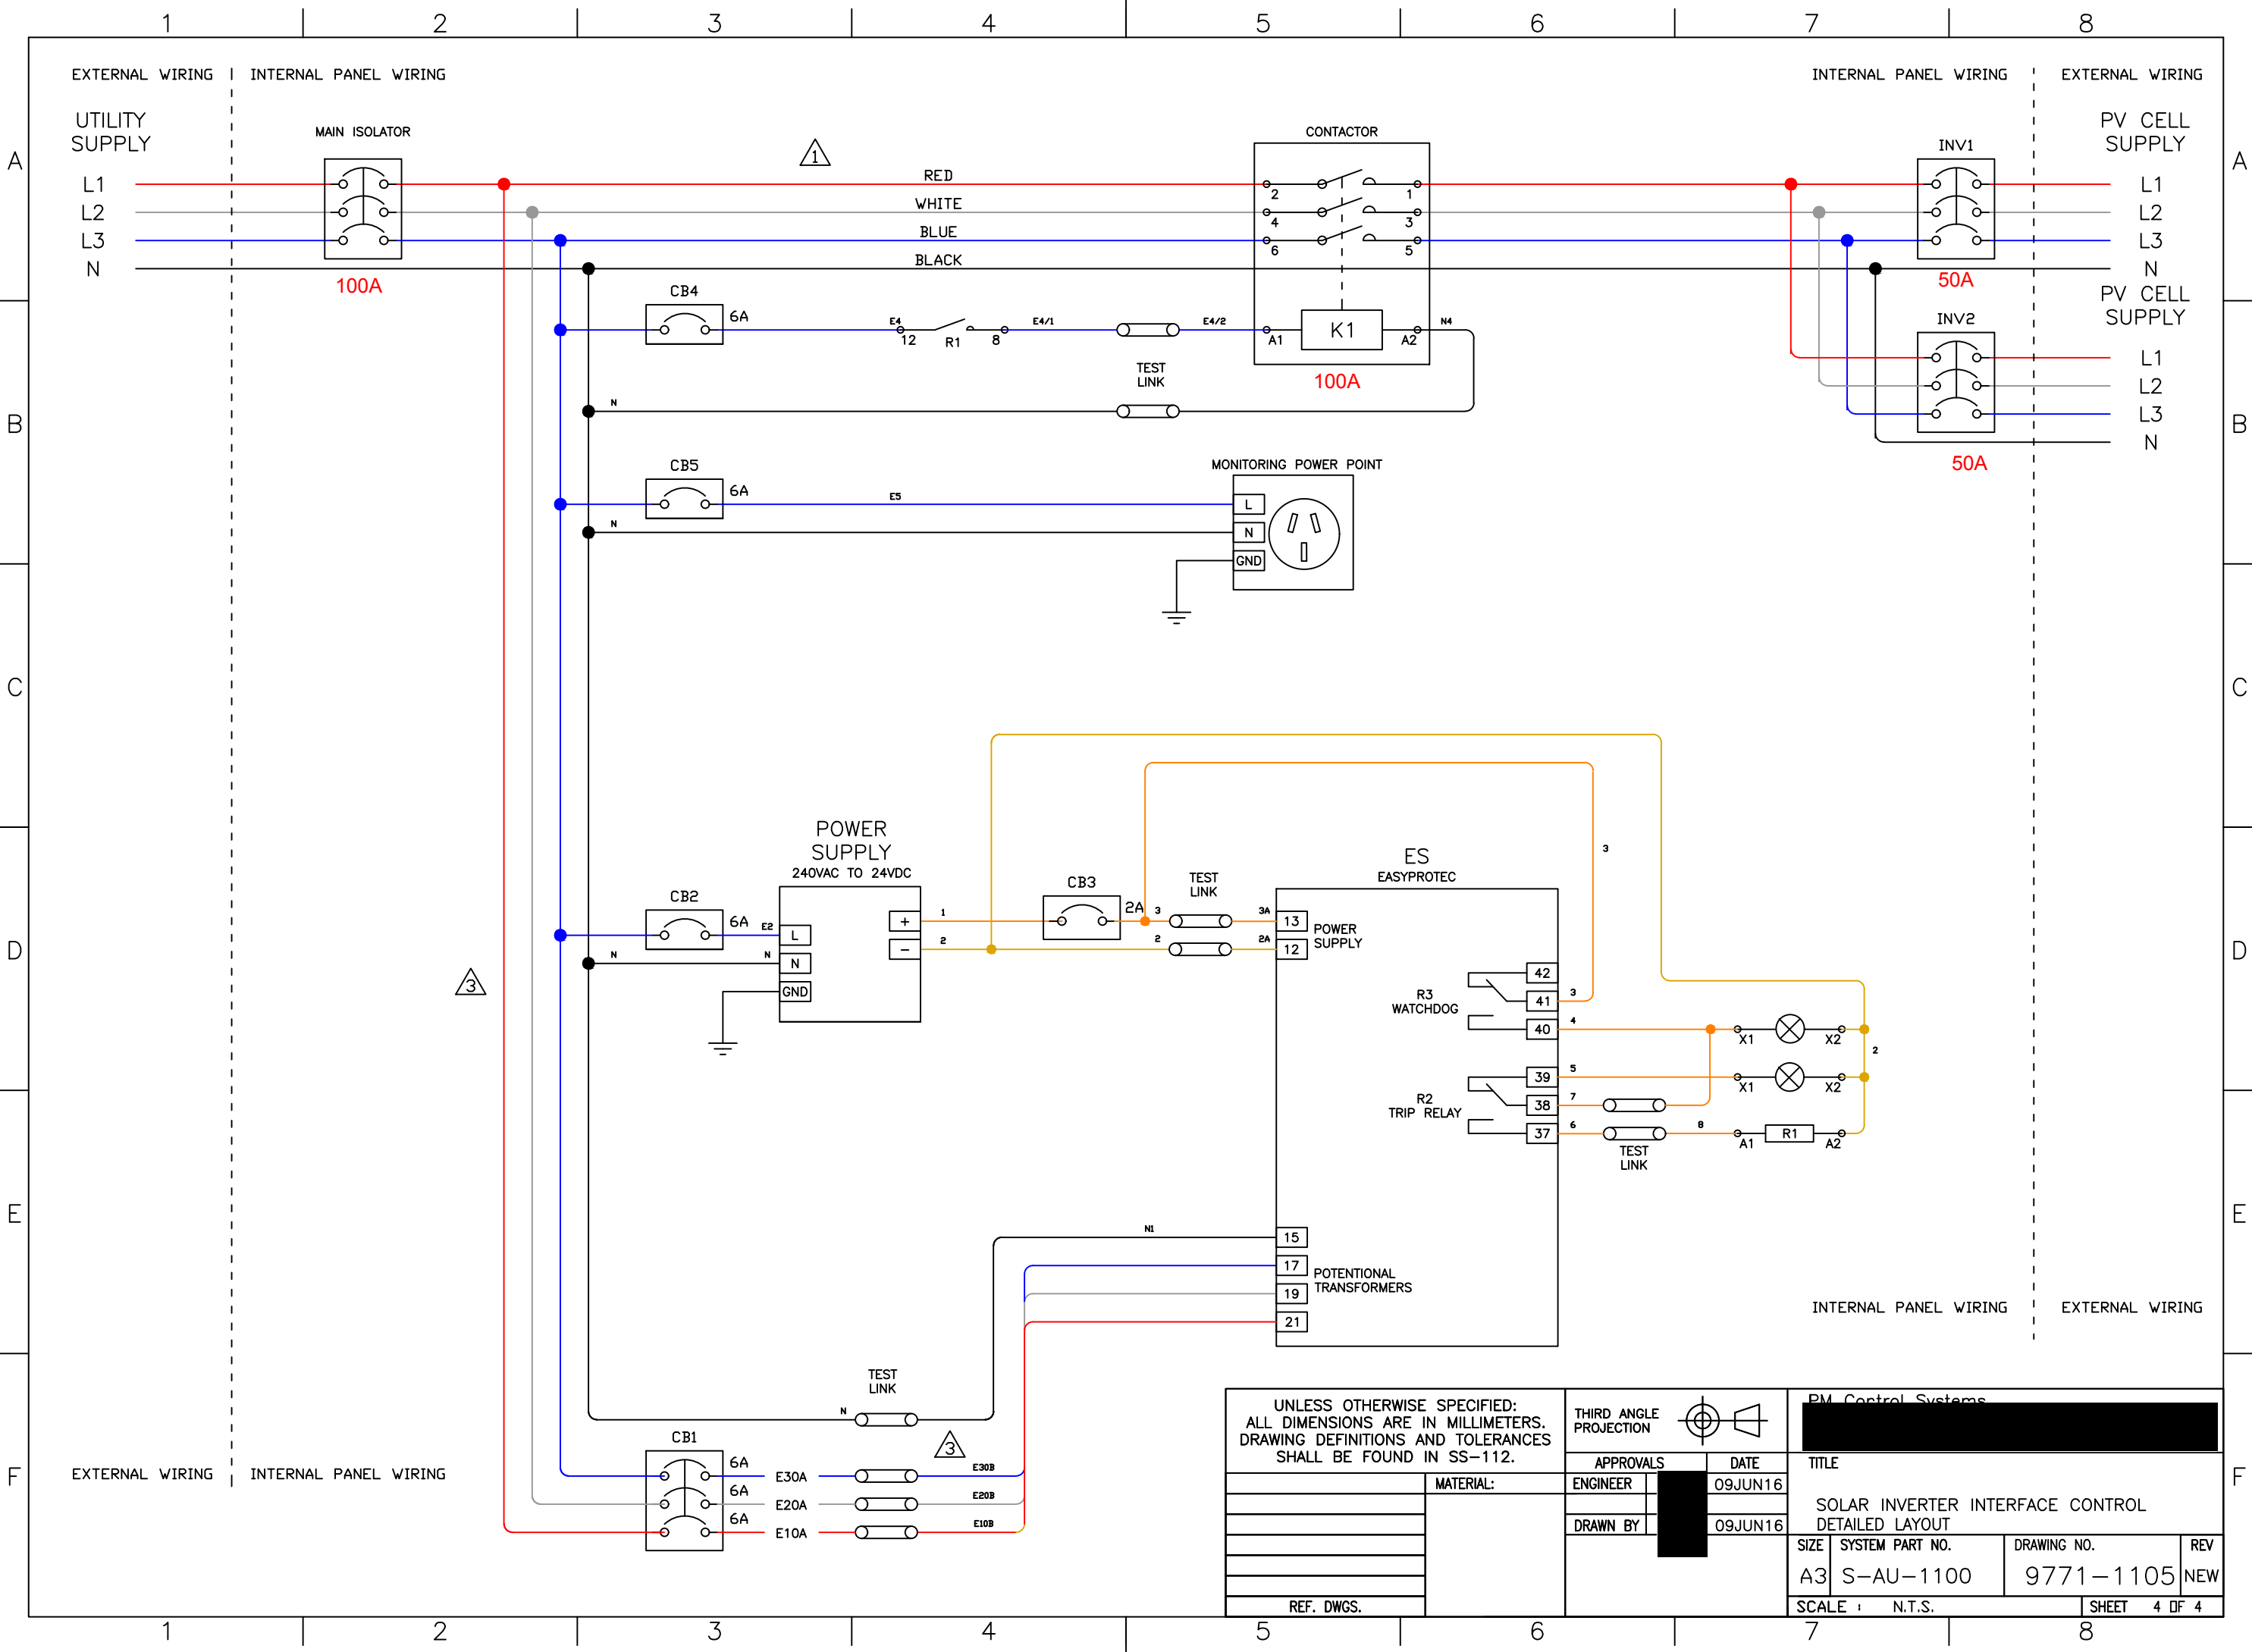 1 2 3 4 5 6 7 8
EXTERNAL WIRING INTERNAL PANEL WIRING
INTERNAL PANEL WIRING EXTERNAL WIRING
UTILITY
SUPPLY
MAIN ISOLATOR
1
CONTACTOR
INV1
PV CELL
SUPPLY
A
A
L1
RED
2
1
L1
L2
WHITE
4
3
L2
L3
BLUE
6
5
L3
N
BLACK
N
100A
50A
PV CELL
SUPPLY
CB4
6A
E4
12
R1
8
E4/1
E4/2
A1
K1
A2
N4
INV2
TEST
LINK
100A
L1
L2
L3
N
N
B
B
50A
CB5
6A
E5
MONITORING POWER POINT
L
N
N
GND
C
C
POWER
SUPPLY
240VAC TO 24VDC
ES
EASYPROTEC
3
CB2
6A
E2
L
+
1
CB3
2A
3
TEST
LINK
3A
13
POWER
SUPPLY
N
N
N
−
2
2
2A
12
GND
D
D
3
42
R3
WATCHDOG
41
3
40
4
X1
X2
2
39
5
X1
X2
R2
TRIP RELAY
38
7
37
6
8
A1
R1
A2
TEST
LINK
E
E
N1
15
17
POTENTIONAL
TRANSFORMERS
19
21
INTERNAL PANEL WIRING EXTERNAL WIRING
TEST
LINK
N
CB1
3
6A
E30A
E30B
6A
E20A
E20B
6A
E10A
E10B
F
F
EXTERNAL WIRING INTERNAL PANEL WIRING
UNLESS OTHERWISE SPECIFIED:
ALL DIMENSIONS ARE IN MILLIMETERS.
DRAWING DEFINITIONS AND TOLERANCES
SHALL BE FOUND IN SS-112.
MATERIAL:
REF. DWGS.
THIRD ANGLE
PROJECTION
APPROVALS DATE
ENGINEER 09JUN16
DRAWN BY 09JUN16
PM Control Systems
TITLE
SOLAR INVERTER INTERFACE CONTROL
DETAILED LAYOUT
SIZE SYSTEM PART NO. DRAWING NO. REV
A3 S-AU-1100 9771-1105 NEW
SCALE : N.T.S. SHEET 4 OF 4
1 2 3 4 5 6 7 8